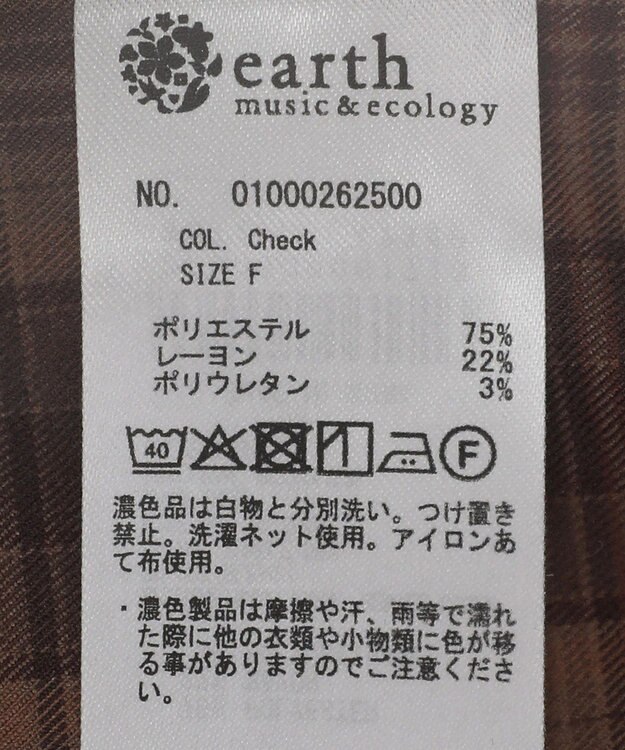 earth
music&ecology
NO. 01000262500
COL. Check
SIZE F
ポリエステル 75%
レーヨン 22%
ポリウレタン 3%
40 F
濃色品は白物と分別洗い。つけ置き
禁止。洗濯ネット使用。アイロンあ
て布使用。
・濃色製品は摩擦や汗、雨等で濡れ
た際に他の衣類や小物類に色が移
る事がありますのでご注意くださ
い。